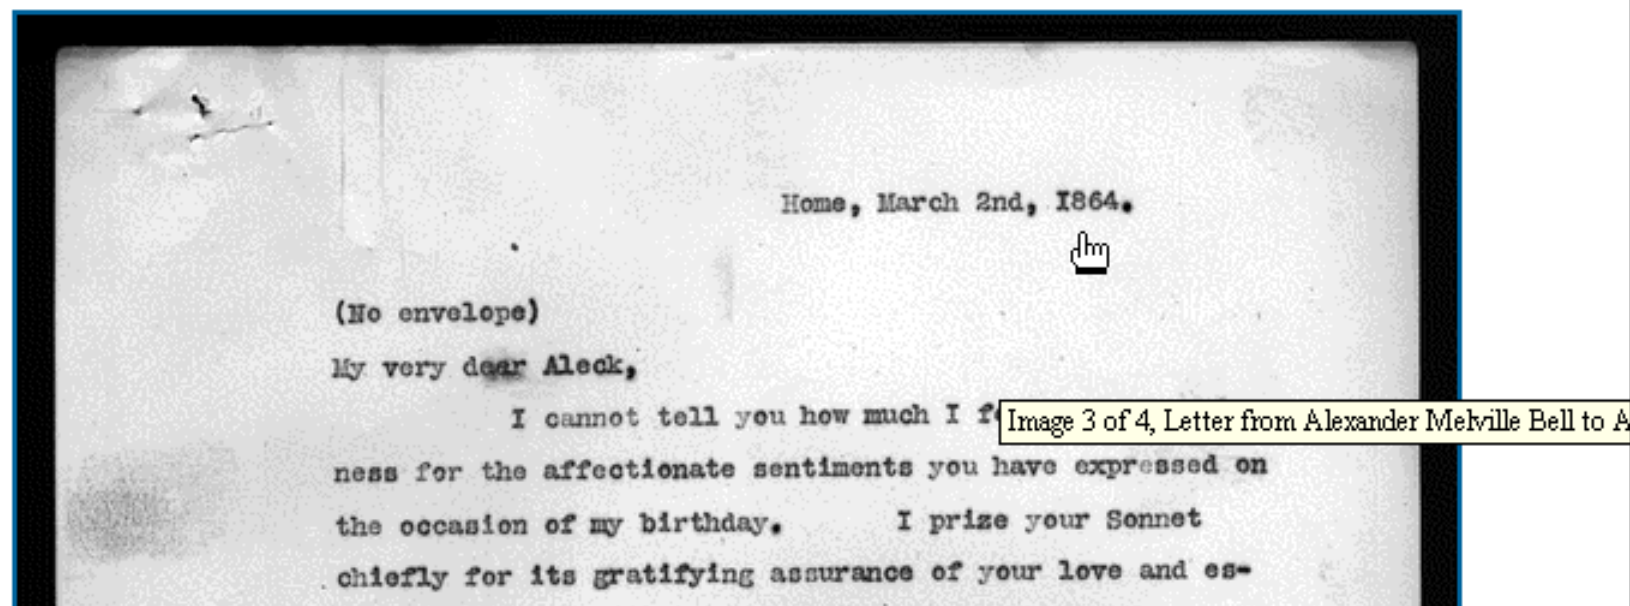 Home, March 2nd, I864.
(No envelope)
My very dear Aleck,
I cannot tell you how much I
Image 3 of 4, Letter from Alexander Melville Bell to A
ness for the affectionate sentiments you have expressed on
the occasion of my birthday. I prize your Sonnet
chiefly for its gratifying assurance of your love and es-